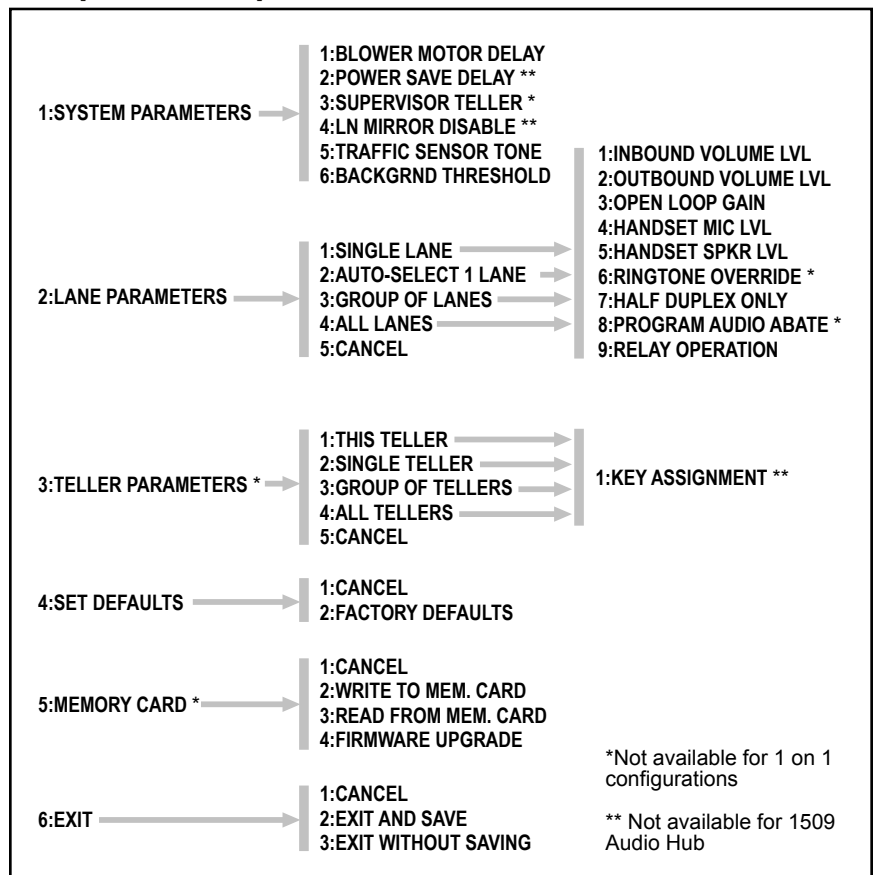 1:SYSTEM PARAMETERS
1:BLOWER MOTOR DELAY
2:POWER SAVE DELAY **
3:SUPERVISOR TELLER *
4:LN MIRROR DISABLE **
5:TRAFFIC SENSOR TONE
6:BACKGRND THRESHOLD
2:LANE PARAMETERS
1:SINGLE LANE
2:AUTO-SELECT 1 LANE
3:GROUP OF LANES
4:ALL LANES
5:CANCEL
1:INBOUND VOLUME LVL
2:OUTBOUND VOLUME LVL
3:OPEN LOOP GAIN
4:HANDSET MIC LVL
5:HANDSET SPKR LVL
6:RINGTONE OVERRIDE *
7:HALF DUPLEX ONLY
8:PROGRAM AUDIO ABATE *
9:RELAY OPERATION
3:TELLER PARAMETERS *
1:THIS TELLER
2:SINGLE TELLER
3:GROUP OF TELLERS
4:ALL TELLERS
5:CANCEL
1:KEY ASSIGNMENT **
4:SET DEFAULTS
1:CANCEL
2:FACTORY DEFAULTS
5:MEMORY CARD *
1:CANCEL
2:WRITE TO MEM. CARD
3:READ FROM MEM. CARD
4:FIRMWARE UPGRADE
6:EXIT
1:CANCEL
2:EXIT AND SAVE
3:EXIT WITHOUT SAVING
*Not available for 1 on 1
configurations
** Not available for 1509
Audio Hub